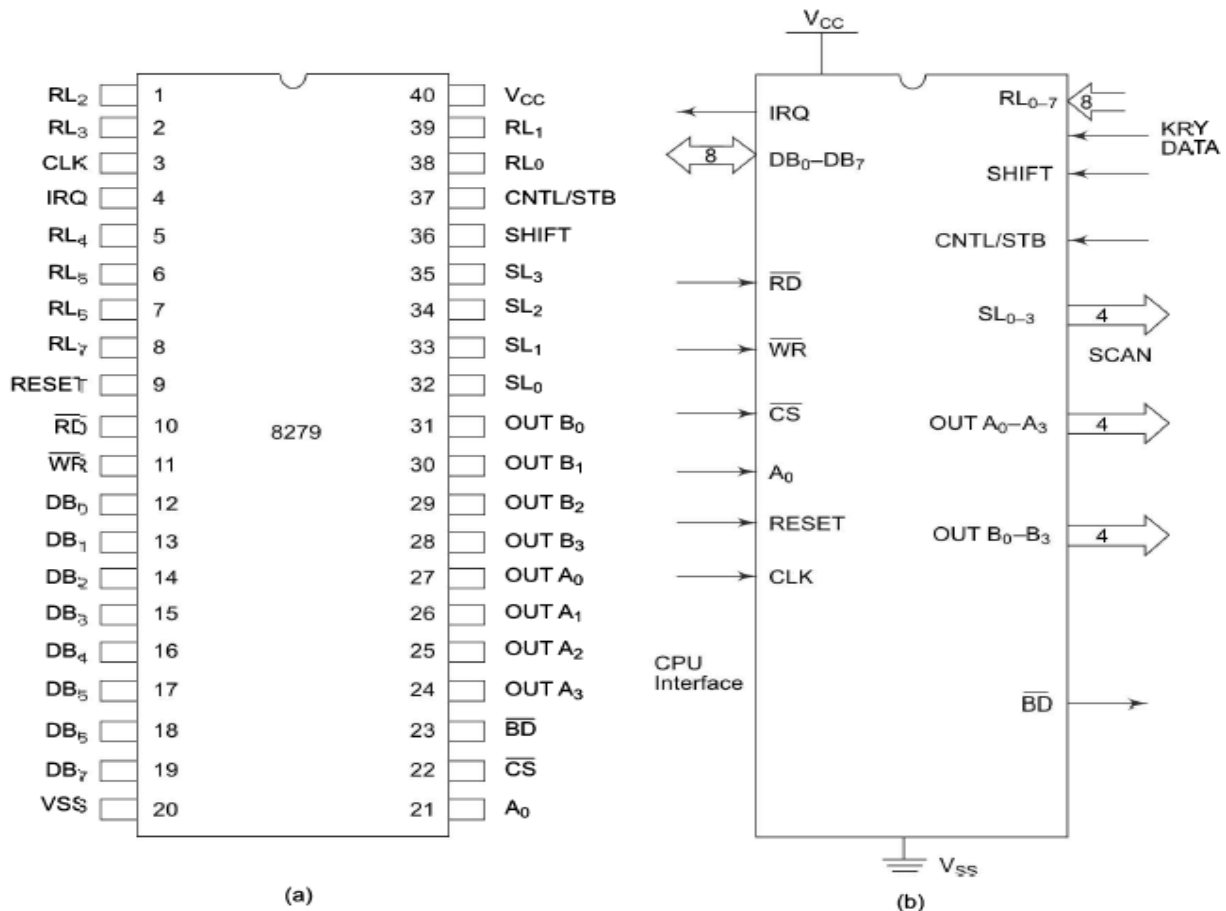 RL2 1 40 VCC
RL3 2 39 RL1
CLK 3 38 RL0
IRQ 4 37 CNTL/STB
RL4 5 36 SHIFT
RL5 6 35 SL3
RL6 7 34 SL2
RL7 8 33 SL1
RESET 9 32 SL0
RD 10 8279 31 OUT B0
WR 11 30 OUT B1
DB0 12 29 OUT B2
DB1 13 28 OUT B3
DB2 14 27 OUT A0
DB3 15 26 OUT A1
DB4 16 25 OUT A2
DB5 17 24 OUT A3
DB6 18 23 BD
DB7 19 22 CS
VSS 20 21 A0
(a)
VCC
IRQ
8 DB0–DB7
RD
WR
CS
A0
RESET
CLK
CPU
Interface
RL0–7 8
KRY
DATA
SHIFT
CNTL/STB
SL0–3 4
SCAN
OUT A0–A3 4
OUT B0–B3 4
BD
VSS
(b)